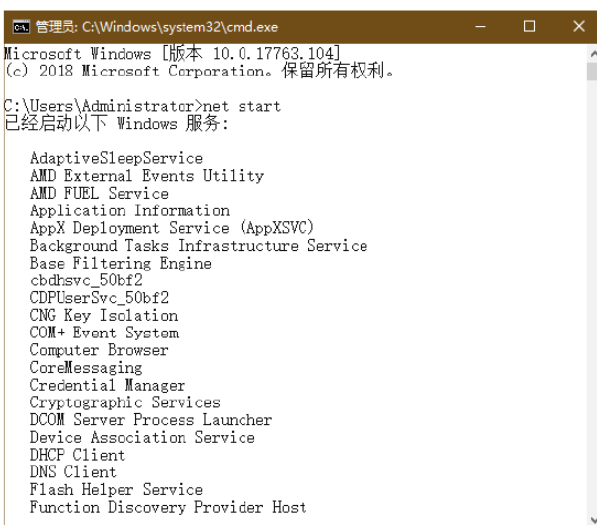 管理员: C:\Windows\system32\cmd.exe
Microsoft Windows [版本 10.0.17763.104]
(c) 2018 Microsoft Corporation。保留所有权利。
C:\Users\Administrator>net start
已经启动以下 Windows 服务:
AdaptiveSleepService
AMD External Events Utility
AMD FUEL Service
Application Information
AppX Deployment Service (AppXSVC)
Background Tasks Infrastructure Service
Base Filtering Engine
cbdhsvc_50bf2
CDPUserSvc_50bf2
CNG Key Isolation
COM+ Event System
Computer Browser
CoreMessaging
Credential Manager
Cryptographic Services
DCOM Server Process Launcher
Device Association Service
DHCP Client
DNS Client
Flash Helper Service
Function Discovery Provider Host